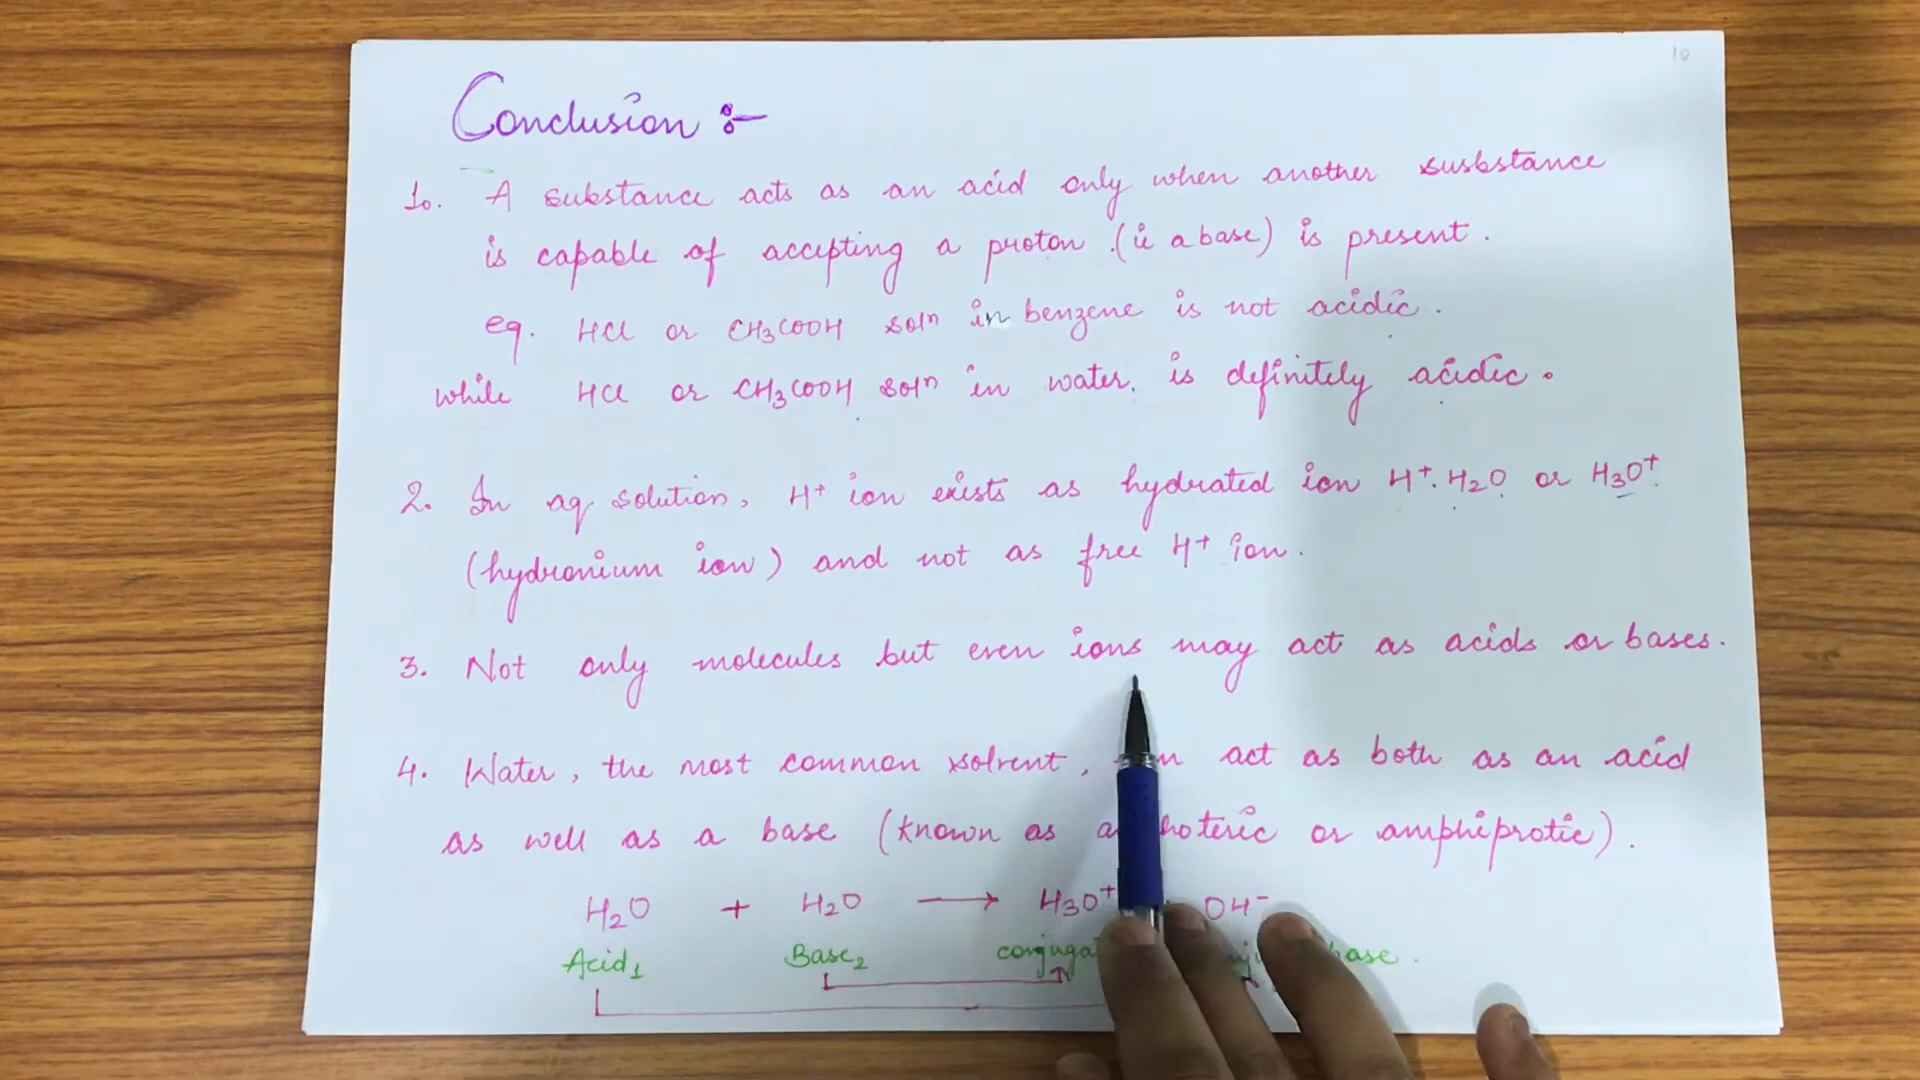 10
Conclusion :-
1. A substance acts as an acid only when another susbstance
is capable of accepting a proton (ie a base) is present.
eg. HCl or CH3COOH soln in benzene is not acidic.
while HCl or CH3COOH soln in water is definitely acidic.
2. In aq solution, H+ ion exists as hydrated ion H+.H2O or H3O+
(hydronium ion) and not as free H+ ion.
3. Not only molecules but even ions may act as acids or bases.
4. Water, the most common solvent, act as both as an acid
as well as a base (known as or amphiprotic).
H2O + H2O → H3O+ OH-
Acid1 Base2 base.